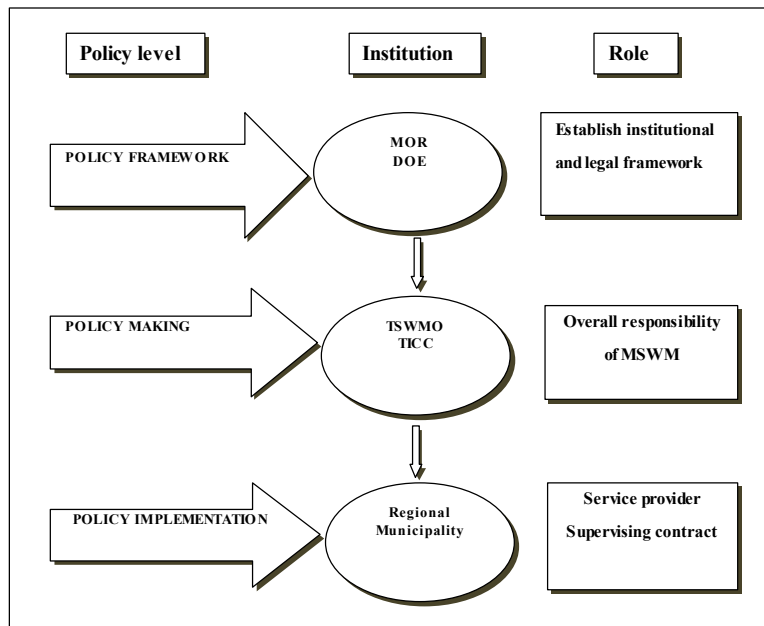 Policy level
Institution
Role
POLICY FRAMEWORK
MOR
DOE
Establish institutional
and legal framework
POLICY MAKING
TSWMO
TICC
Overall responsibility
of MSWM
POLICY IMPLEMENTATION
Regional
Municipality
Service provider
Supervising contract